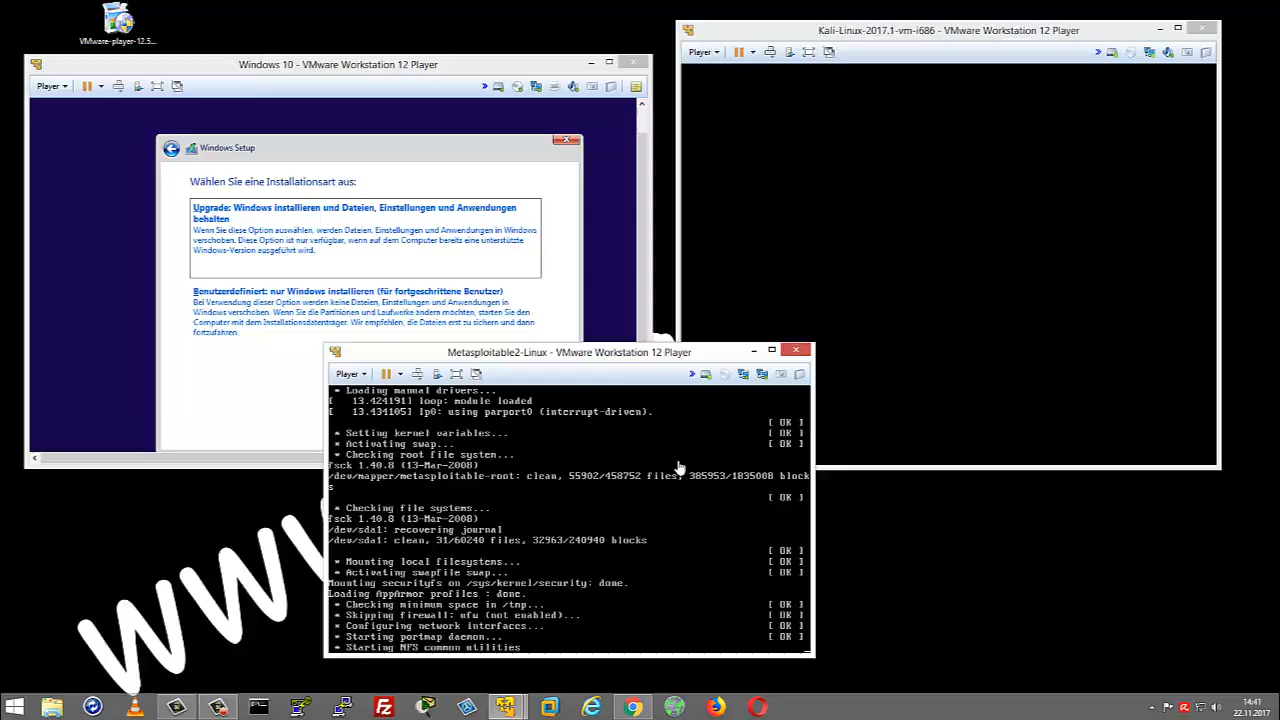 VMware-player-12.5...
Windows 10 - VMware Workstation 12 Player
Player
Windows Setup
Wählen Sie eine Installationsart aus:
Upgrade: Windows installieren und Dateien, Einstellungen und Anwendungen
behalten
Wenn Sie diese Option auswählen, werden Dateien, Einstellungen und Anwendungen in Windows
verschoben. Diese Option ist nur verfügbar, wenn auf dem Computer bereits eine unterstützte
Windows-Version ausgeführt wird.
Benutzerdefiniert: nur Windows installieren (für fortgeschrittene Benutzer)
Bei Verwendung dieser Option werden keine Dateien, Einstellungen und Anwendungen in
Windows verschoben. Wenn Sie die Partitionen und Laufwerke ändern möchten, starten Sie den
Computer mit dem Installationsdatenträger. Wir empfehlen, die Dateien erst zu sichern und dann
fortzufahren.
Kali-Linux-2017.1-vm-i686 - VMware Workstation 12 Player
Player
Metasploitable2-Linux - VMware Workstation 12 Player
Player
* Loading manual drivers...
[ 13.424191] loop: module loaded
[ 13.434105] lp0: using parport0 (interrupt-driven).
[ OK ]
* Setting kernel variables... [ OK ]
* Activating swap... [ OK ]
* Checking root file system...
fsck 1.40.8 (13-Mar-2008)
/dev/mapper/metasploitable-root: clean, 55902/458752 files, 385953/1835008 block
s
[ OK ]
* Checking file systems...
fsck 1.40.8 (13-Mar-2008)
/dev/sda1: recovering journal
/dev/sda1: clean, 31/60240 files, 32963/240940 blocks
[ OK ]
* Mounting local filesystems... [ OK ]
* Activating swapfile swap... [ OK ]
Mounting securityfs on /sys/kernel/security: done.
Loading AppArmor profiles : done.
* Checking minimum space in /tmp... [ OK ]
* Skipping firewall: ufw (not enabled)... [ OK ]
* Configuring network interfaces... [ OK ]
* Starting portmap daemon... [ OK ]
* Starting NFS common utilities
www
14:41
22.11.2017